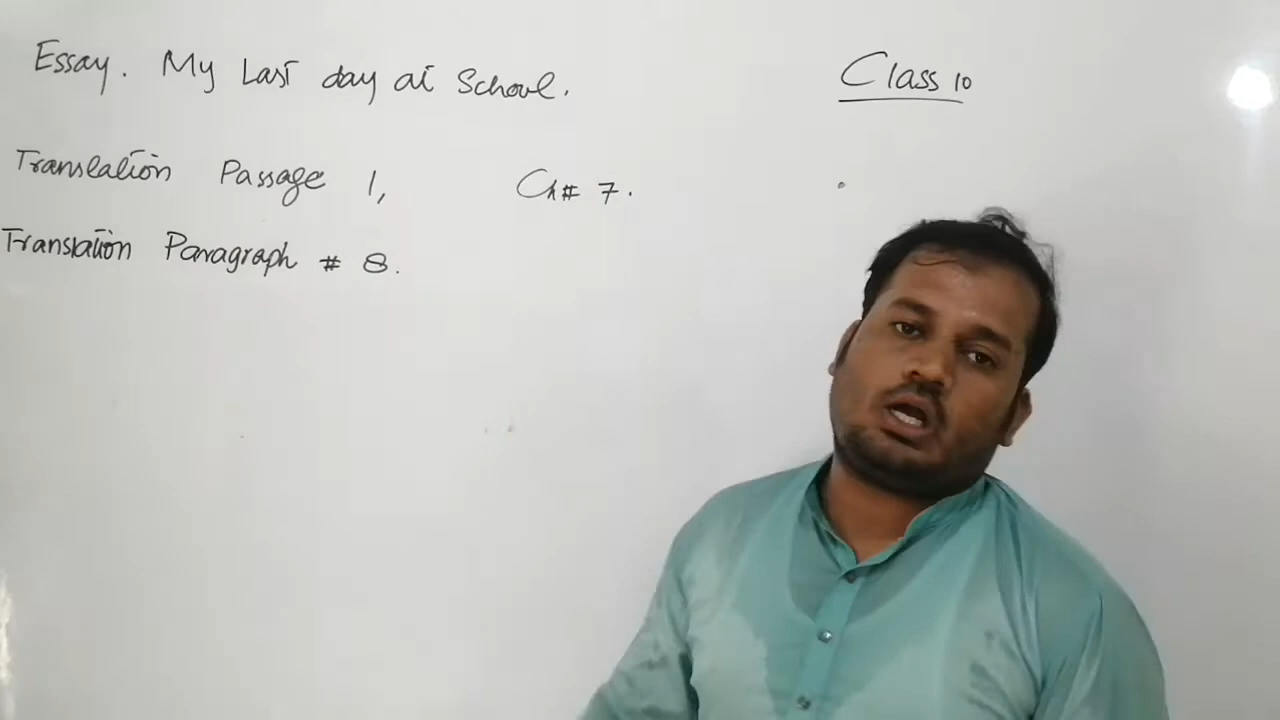 Essay. My Last day at School.
Class 10
Translation Passage 1, Ch# 7.
Translation Paragraph # 8.